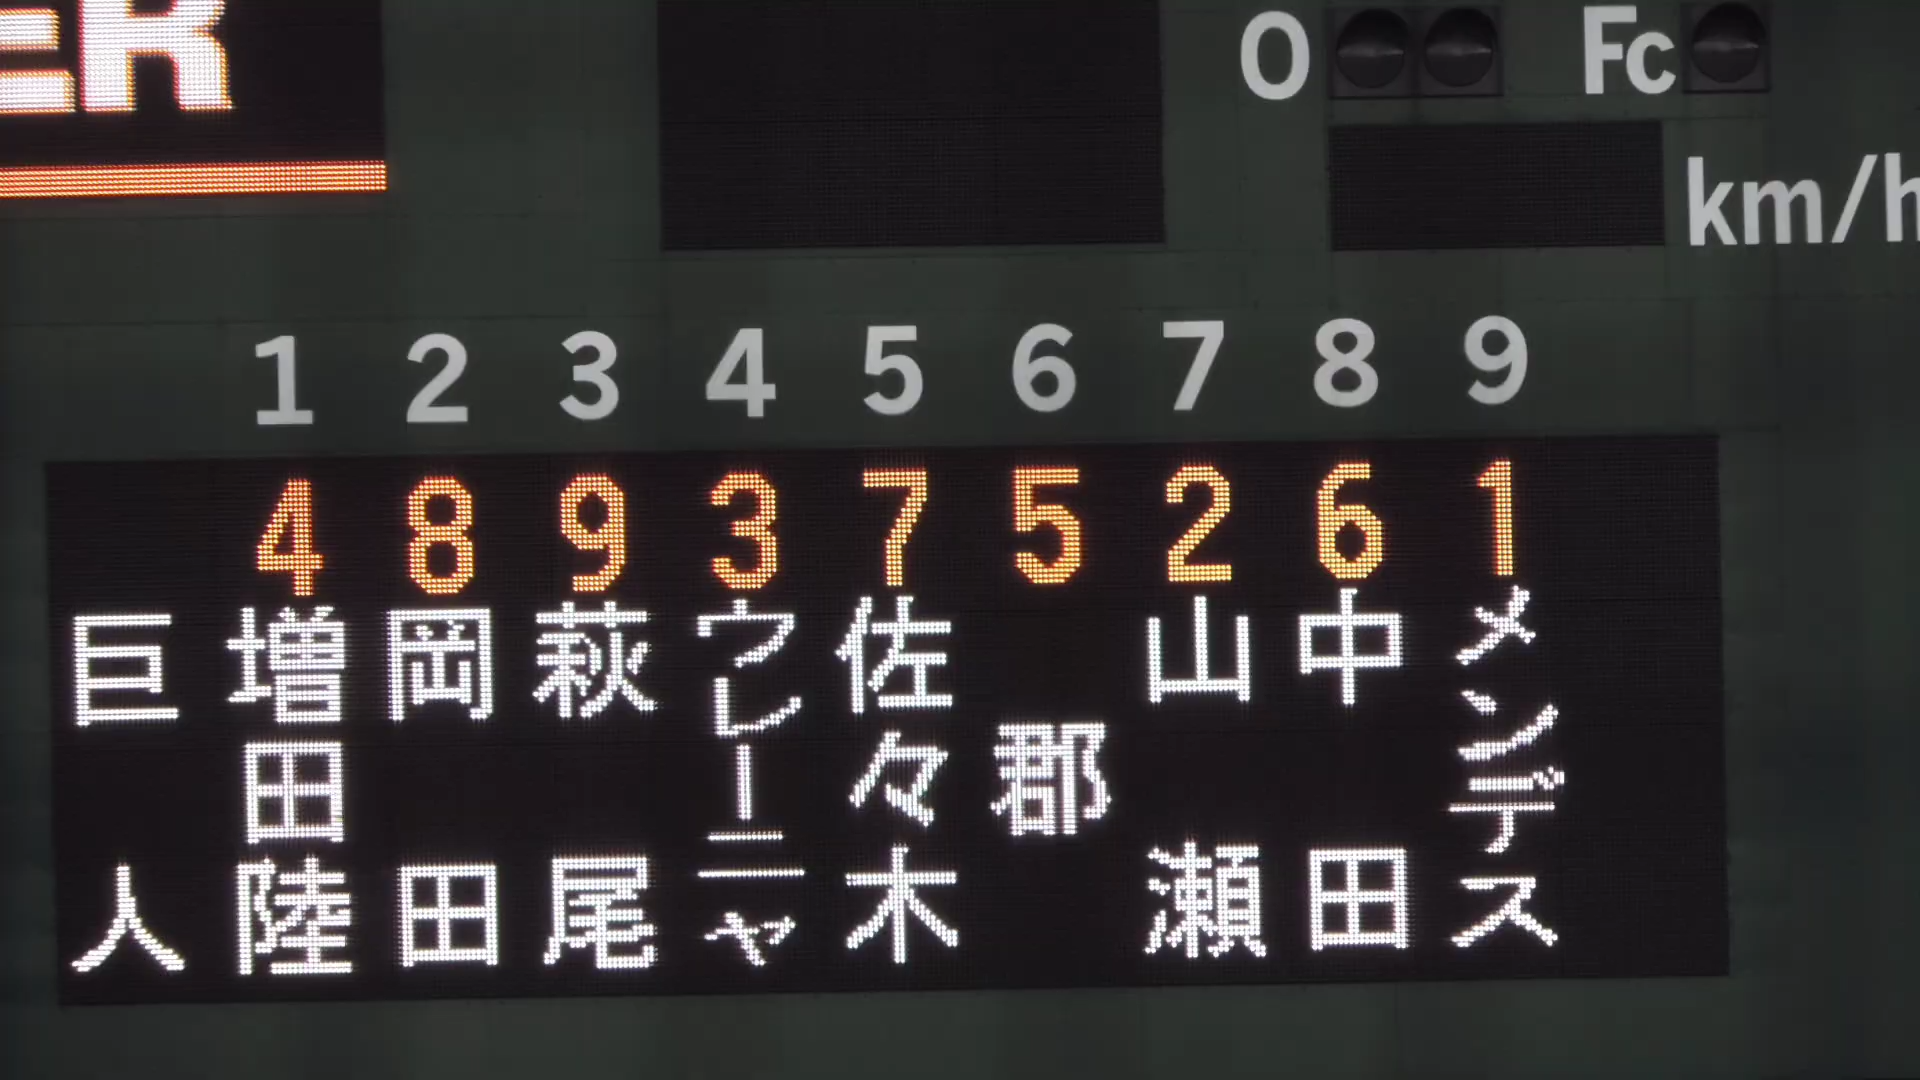 ER
O Fc
km/h
1 2 3 4 5 6 7 8 9
4 8 9 3 7 5 2 6 1
巨人
増田陸
岡田
萩尾
ウレーニャ
佐々木
郡
山瀬
中田
メンデス